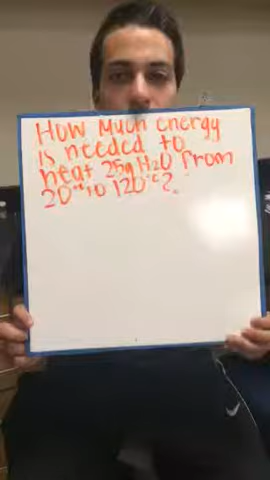 How Much energy
is needed to
heat 25g H₂O from
20°C to 120°C?